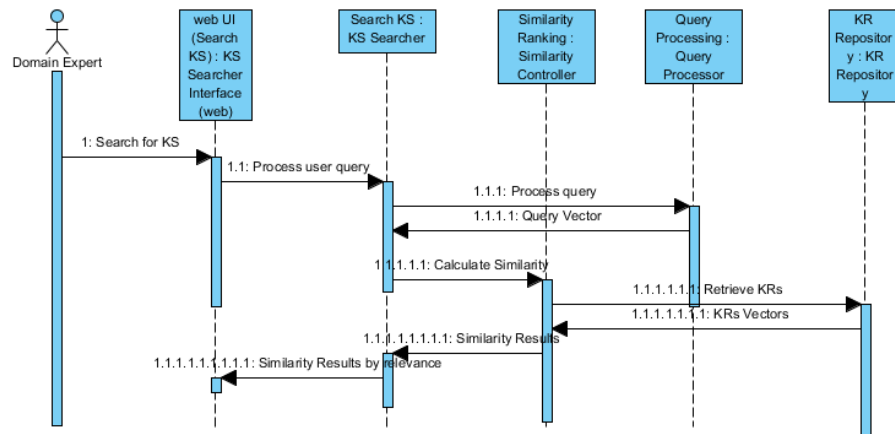 Domain Expert
web UI
(Search
KS) : KS
Searcher
Interface
(web)
Search KS :
KS Searcher
Similarity
Ranking :
Similarity
Controller
Query
Processing :
Query
Processor
KR
Repositor
y : KR
Repositor
y
1: Search for KS
1.1: Process user query
1.1.1: Process query
1.1.1.1: Query Vector
1.1.1.1.1: Calculate Similarity
1.1.1.1.1.1: Retrieve KRs
1.1.1.1.1.1.1: KRs Vectors
1.1.1.1.1.1.1.1: Similarity Results
1.1.1.1.1.1.1.1.1: Similarity Results by relevance